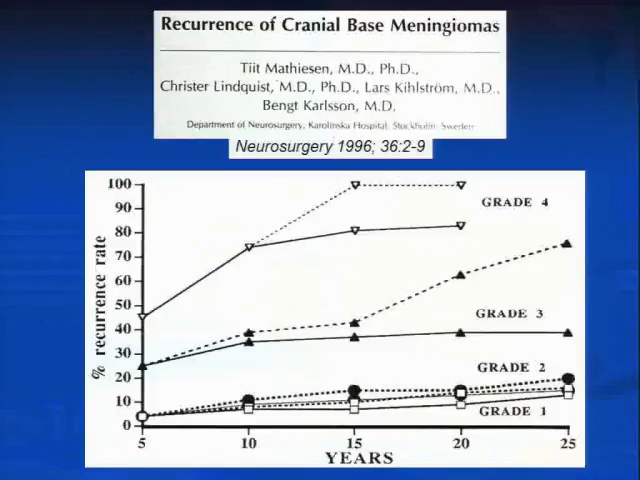 Recurrence of Cranial Base Meningiomas
Tiit Mathiesen, M.D., Ph.D.,
Christer Lindquist, M.D., Ph.D., Lars Kihlström, M.D.,
Bengt Karlsson, M.D.
Department of Neurosurgery, Karolinska Hospital, Stockholm, Sweden
Neurosurgery 1996; 36:2-9
% recurrence rate
100
90
80
70
60
50
40
30
20
10
0
GRADE 4
GRADE 3
GRADE 2
GRADE 1
5 10 15 20 25
YEARS